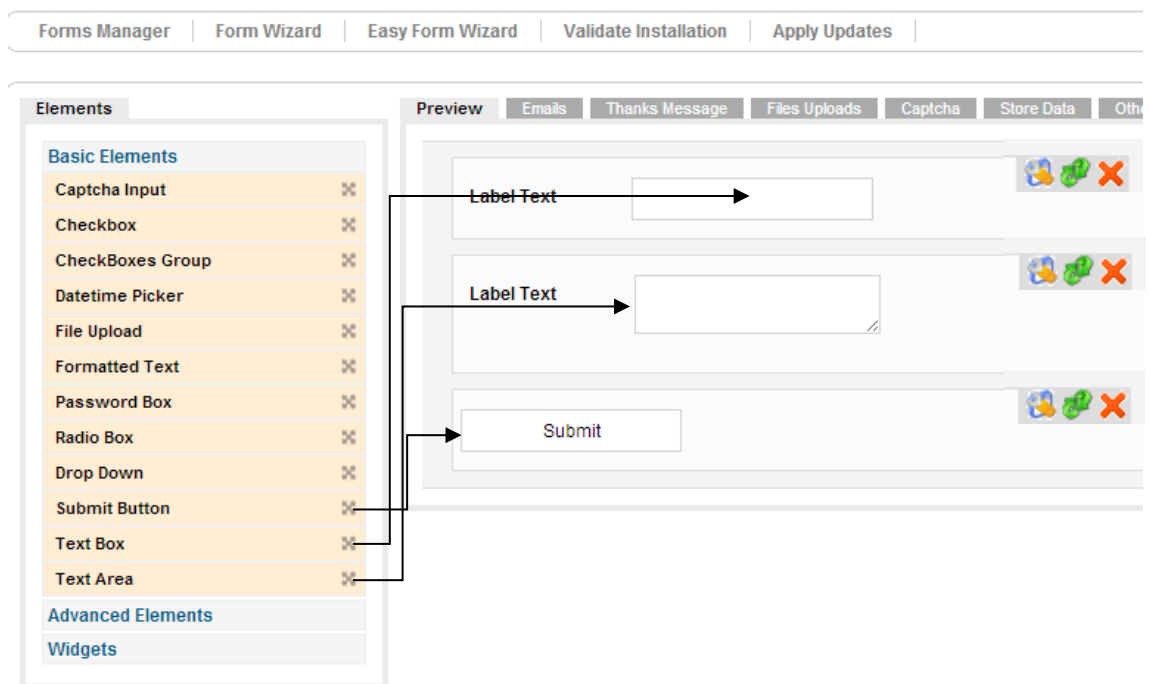 Forms Manager Form Wizard Easy Form Wizard Validate Installation Apply Updates
Elements
Basic Elements
Captcha Input
Checkbox
CheckBoxes Group
Datetime Picker
File Upload
Formatted Text
Password Box
Radio Box
Drop Down
Submit Button
Text Box
Text Area
Advanced Elements
Widgets
Preview Emails Thanks Message Files Uploads Captcha Store Data Othe
Label Text
Label Text
Submit